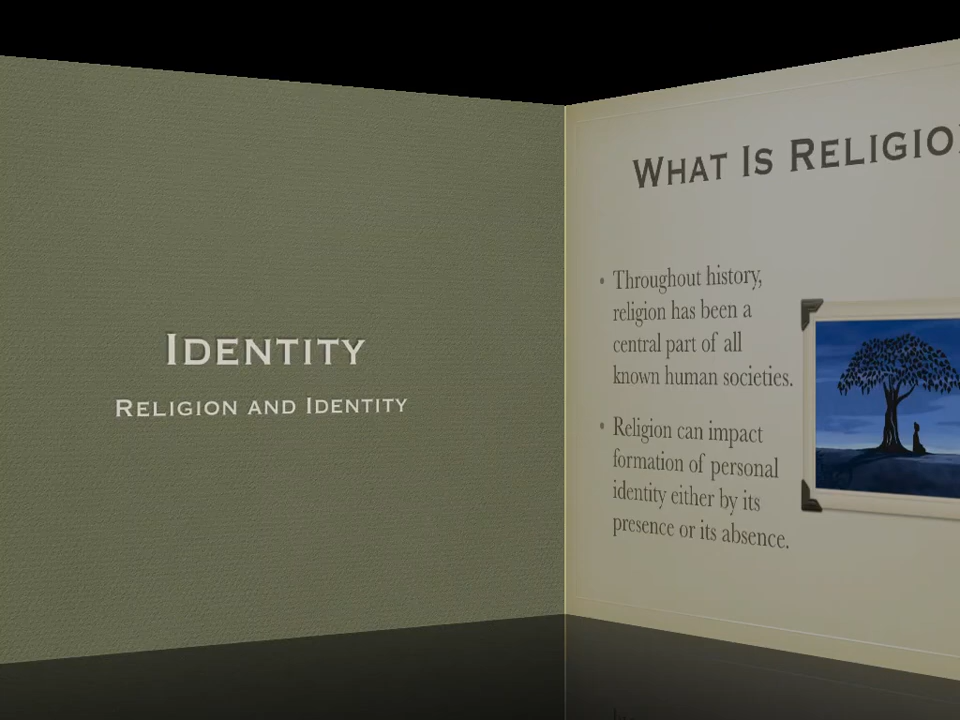 Identity
Religion and Identity
What Is
• Throughout history,
religion has been a
central part of all
known human societies.
• Religion can impact
formation of personal
identity either by its
presence or its absence.